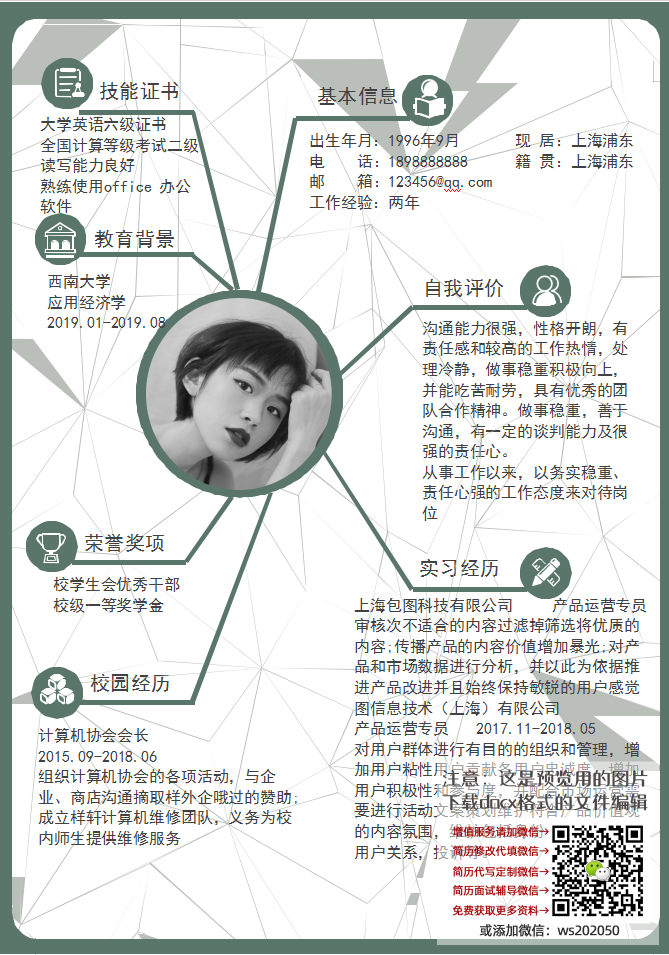 技能证书
大学英语六级证书
全国计算等级考试二级
读写能力良好
熟练使用office 办公
软件
基本信息
出生年月：1996年9月 现 居：上海浦东
电 话：1898888888 籍 贯：上海浦东
邮 箱：123456@qq.com
工作经验：两年
教育背景
西南大学
应用经济学
2019.01-2019.08
自我评价
沟通能力很强，性格开朗，有
责任感和较高的工作热情，处
理冷静，做事稳重积极向上，
并能吃苦耐劳，具有优秀的团
队合作精神。做事稳重，善于
沟通，有一定的谈判能力及很
强的责任心。
从事工作以来，以务实稳重、
责任心强的工作态度来对待岗
位
荣誉奖项
校学生会优秀干部
校级一等奖学金
实习经历
上海包图科技有限公司 产品运营专员
审核次不适合的内容过滤掉筛选将优质的
内容;传播产品的内容价值增加暴光;对产
品和市场数据进行分析，并以此为依据推
进产品改进并且始终保持敏锐的用户感觉
图信息技术（上海）有限公司
产品运营专员 2017.11-2018.05
对用户群体进行有目的的组织和管理，增
加用户粘性用户贡献各用户忠诚度，增加
用户积极性和参与度，并配合市场运营需
要进行活动文案策划维护特台产品价值观
的内容氛围，
用户关系，投诉
校园经历
计算机协会会长
2015.09-2018.06
组织计算机协会的各项活动，与企
业、商店沟通摘取样外企哦过的赞助;
成立样轩计算机维修团队，义务为校
内师生提供维修服务
注意：这是预览用的图片
下载docx格式的文件编辑
增值服务请加微信→
简历修改代填微信→
简历代写定制微信→
简历面试辅导微信→
免费获取更多资料→
或添加微信：ws202050